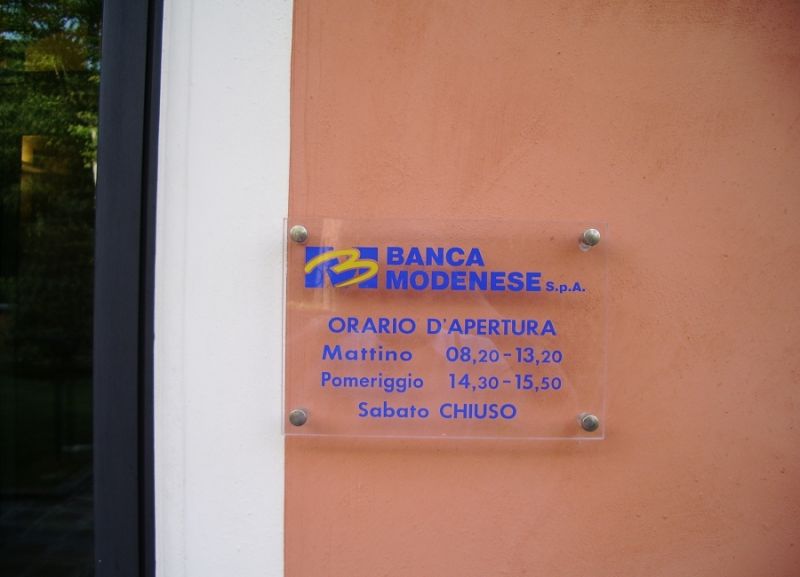 BANCA
MODENESE S.p.A.
ORARIO D'APERTURA
Mattino 08,20-13,20
Pomeriggio 14,30-15,50
Sabato CHIUSO